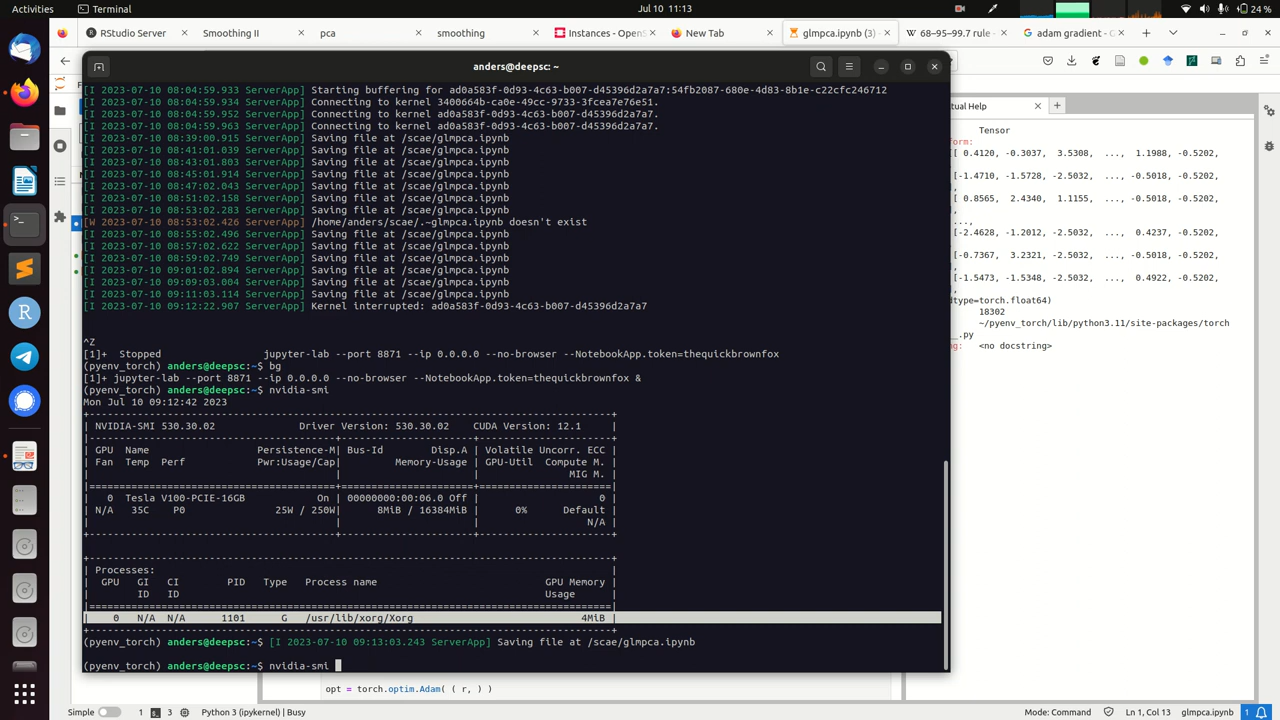 Activities
Terminal
Jul 10 11:13
24 %
RStudio Server
Smoothing II
pca
smoothing
Instances - OpenS
New Tab
glmpca.ipynb (3)
68–95–99.7 rule -
adam gradient - 
anders@deepsc: ~
[I 2023-07-10 08:04:59.933 ServerApp] Starting buffering for ad0a583f-0d93-4c63-b007-d45396d2a7a7:54fb2087-680e-4d83-8b1e-c22cfc246712
[I 2023-07-10 08:04:59.934 ServerApp] Connecting to kernel 3400664b-ca0e-49cc-9733-3fcea7e76e51.
[I 2023-07-10 08:04:59.952 ServerApp] Connecting to kernel ad0a583f-0d93-4c63-b007-d45396d2a7a7.
[I 2023-07-10 08:04:59.963 ServerApp] Connecting to kernel ad0a583f-0d93-4c63-b007-d45396d2a7a7.
[I 2023-07-10 08:39:00.915 ServerApp] Saving file at /scae/glmpca.ipynb
[I 2023-07-10 08:41:01.039 ServerApp] Saving file at /scae/glmpca.ipynb
[I 2023-07-10 08:43:01.803 ServerApp] Saving file at /scae/glmpca.ipynb
[I 2023-07-10 08:45:01.914 ServerApp] Saving file at /scae/glmpca.ipynb
[I 2023-07-10 08:47:02.043 ServerApp] Saving file at /scae/glmpca.ipynb
[I 2023-07-10 08:51:02.158 ServerApp] Saving file at /scae/glmpca.ipynb
[I 2023-07-10 08:53:02.283 ServerApp] Saving file at /scae/glmpca.ipynb
[W 2023-07-10 08:53:02.426 ServerApp] /home/anders/scae/.~glmpca.ipynb doesn't exist
[I 2023-07-10 08:55:02.496 ServerApp] Saving file at /scae/glmpca.ipynb
[I 2023-07-10 08:57:02.622 ServerApp] Saving file at /scae/glmpca.ipynb
[I 2023-07-10 08:59:02.749 ServerApp] Saving file at /scae/glmpca.ipynb
[I 2023-07-10 09:01:02.894 ServerApp] Saving file at /scae/glmpca.ipynb
[I 2023-07-10 09:09:03.004 ServerApp] Saving file at /scae/glmpca.ipynb
[I 2023-07-10 09:11:03.114 ServerApp] Saving file at /scae/glmpca.ipynb
[I 2023-07-10 09:12:22.907 ServerApp] Kernel interrupted: ad0a583f-0d93-4c63-b007-d45396d2a7a7
^Z
[1]+  Stopped                 jupyter-lab --port 8871 --ip 0.0.0.0 --no-browser --NotebookApp.token=thequickbrownfox
(pyenv_torch) anders@deepsc:~$ bg
[1]+ jupyter-lab --port 8871 --ip 0.0.0.0 --no-browser --NotebookApp.token=thequickbrownfox &
(pyenv_torch) anders@deepsc:~$ nvidia-smi
Mon Jul 10 09:12:42 2023
| NVIDIA-SMI 530.30.02              Driver Version: 530.30.02    CUDA Version: 12.1     |
| GPU  Name                  Persistence-M| Bus-Id        Disp.A | Volatile Uncorr. ECC |
| Fan  Temp  Perf            Pwr:Usage/Cap|         Memory-Usage | GPU-Util  Compute M. |
|                                         |                      |               MIG M. |
|   0  Tesla V100-PCIE-16GB            On | 00000000:00:06.0 Off |                    0 |
| N/A   35C    P0              25W / 250W |      8MiB / 16384MiB |      0%      Default |
|                                         |                      |                  N/A |
| Processes:                                                                            |
|  GPU   GI   CI        PID   Type   Process name                            GPU Memory |
|        ID   ID                                                             Usage      |
|    0   N/A  N/A      1101      G   /usr/lib/xorg/Xorg                            4MiB |
(pyenv_torch) anders@deepsc:~$ [I 2023-07-10 09:13:03.243 ServerApp] Saving file at /scae/glmpca.ipynb
(pyenv_torch) anders@deepsc:~$ nvidia-smi
tual Help
Tensor
form:
[[ 0.4120, -0.3037, 3.5308, ..., 1.1988, -0.5202,
[-1.4710, -1.5728, -2.5032, ..., -0.5018, -0.5202,
[ 0.8565, 2.4340, 1.1155, ..., -0.5018, -0.5202,
...,
[-2.4628, -1.2012, -2.5032, ..., 0.4237, -0.5202,
[-0.7367, 3.2321, -2.5032, ..., -0.5018, -0.5202,
[-1.5473, -1.5348, -2.5032, ..., 0.4922, -0.5202,
dtype=torch.float64)
18302
~/pyenv_torch/lib/python3.11/site-packages/torch
__.py
ng: <no docstring>
opt = torch.optim.Adam( ( r, ) )
Simple
1
3
Python 3 (ipykernel) | Busy
Mode: Command
Ln 1, Col 13
glmpca.ipynb
1